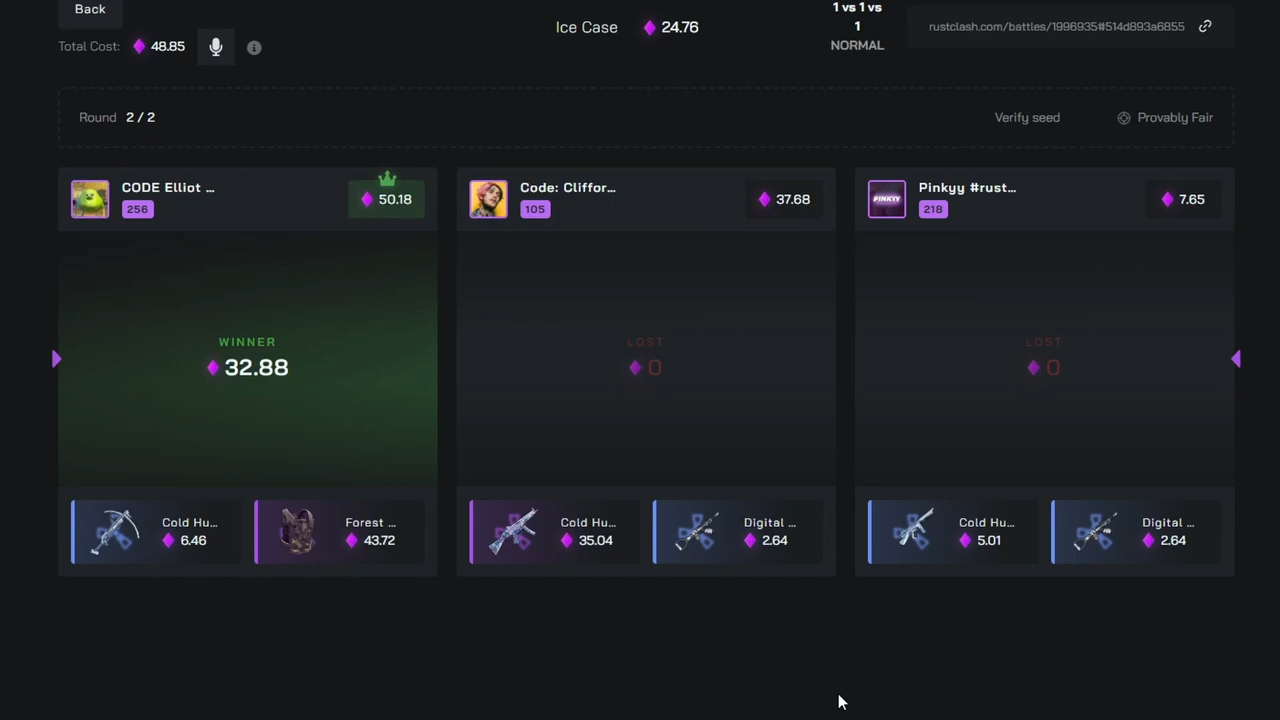 Back
Total Cost: 48.85
Ice Case 24.76
1 vs 1 vs
1
NORMAL
rustclash.com/battles/1996935#514d893a6855
Round 2 / 2
Verify seed
Provably Fair
CODE Elliot ...
256
50.18
Code: Cliffor...
105
37.68
PINKYY
Pinkyy #rust...
218
7.65
WINNER
32.88
LOST
0
LOST
0
Cold Hu...
6.46
Forest ...
43.72
Cold Hu...
35.04
Digital ...
2.64
Cold Hu...
5.01
Digital ...
2.64